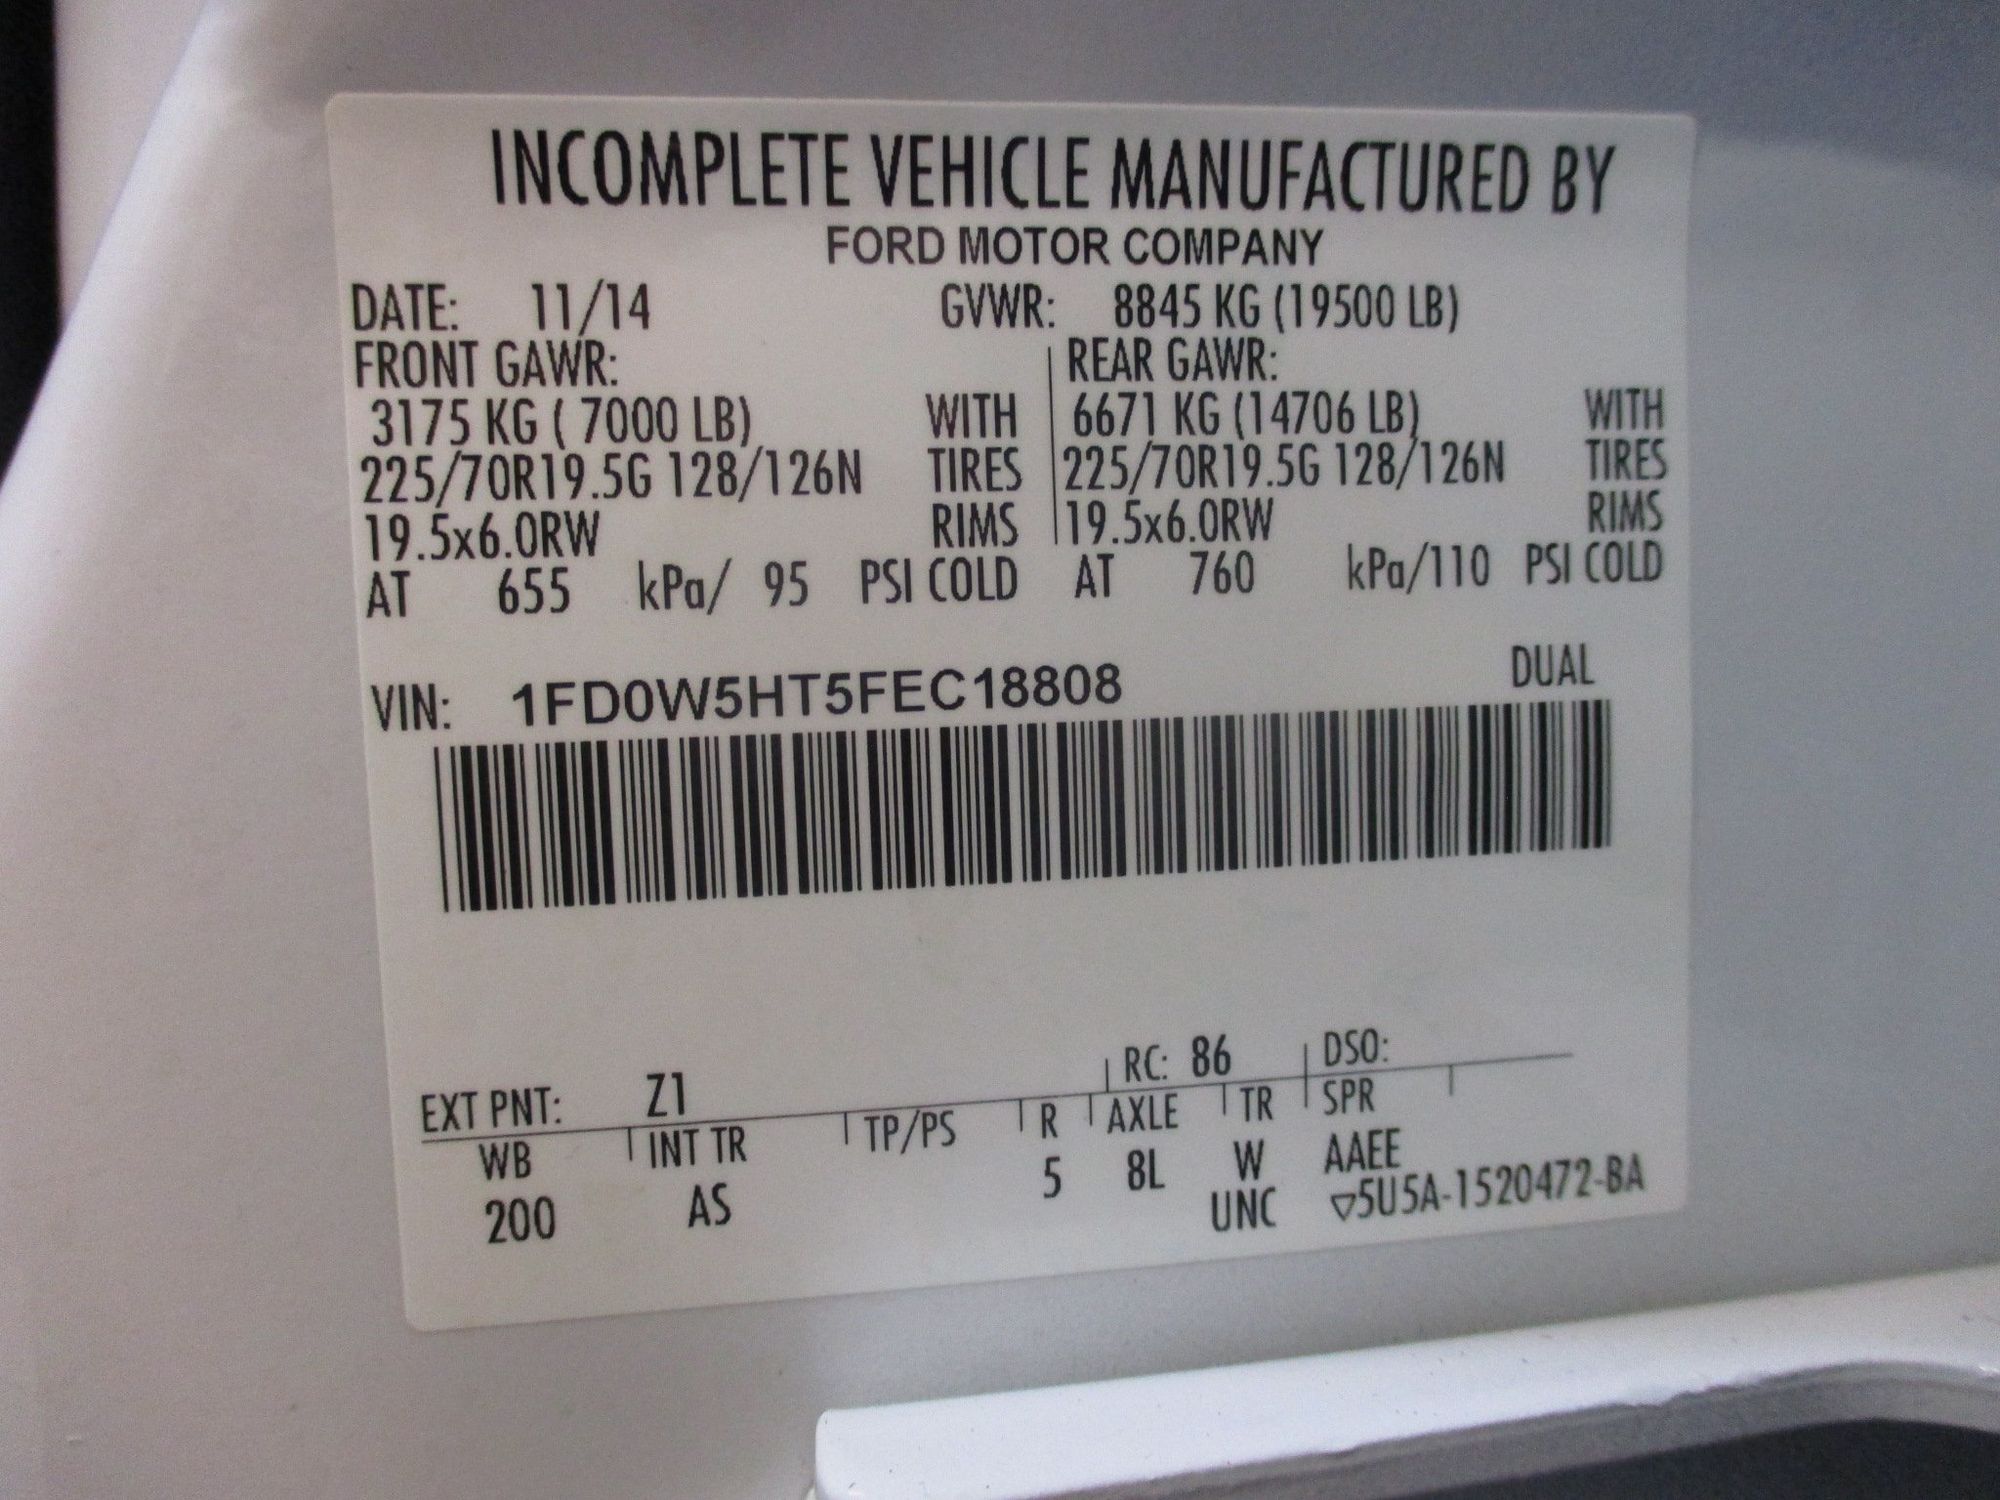 INCOMPLETE VEHICLE MANUFACTURED BY
FORD MOTOR COMPANY
DATE: 11/14 GVWR: 8845 KG (19500 LB)
FRONT GAWR: REAR GAWR:
3175 KG ( 7000 LB) WITH 6671 KG (14706 LB) WITH
225/70R19.5G 128/126N TIRES 225/70R19.5G 128/126N TIRES
19.5x6.0RW RIMS 19.5x6.0RW RIMS
AT 655 kPa/ 95 PSI COLD AT 760 kPa/110 PSI COLD
VIN: 1FD0W5HT5FEC18808 DUAL
EXT PNT: Z1 RC: 86 DSO:
WB INT TR TP/PS R AXLE TR SPR
200 AS 5 8L W AAEE
UNC ▽5U5A-1520472-BA